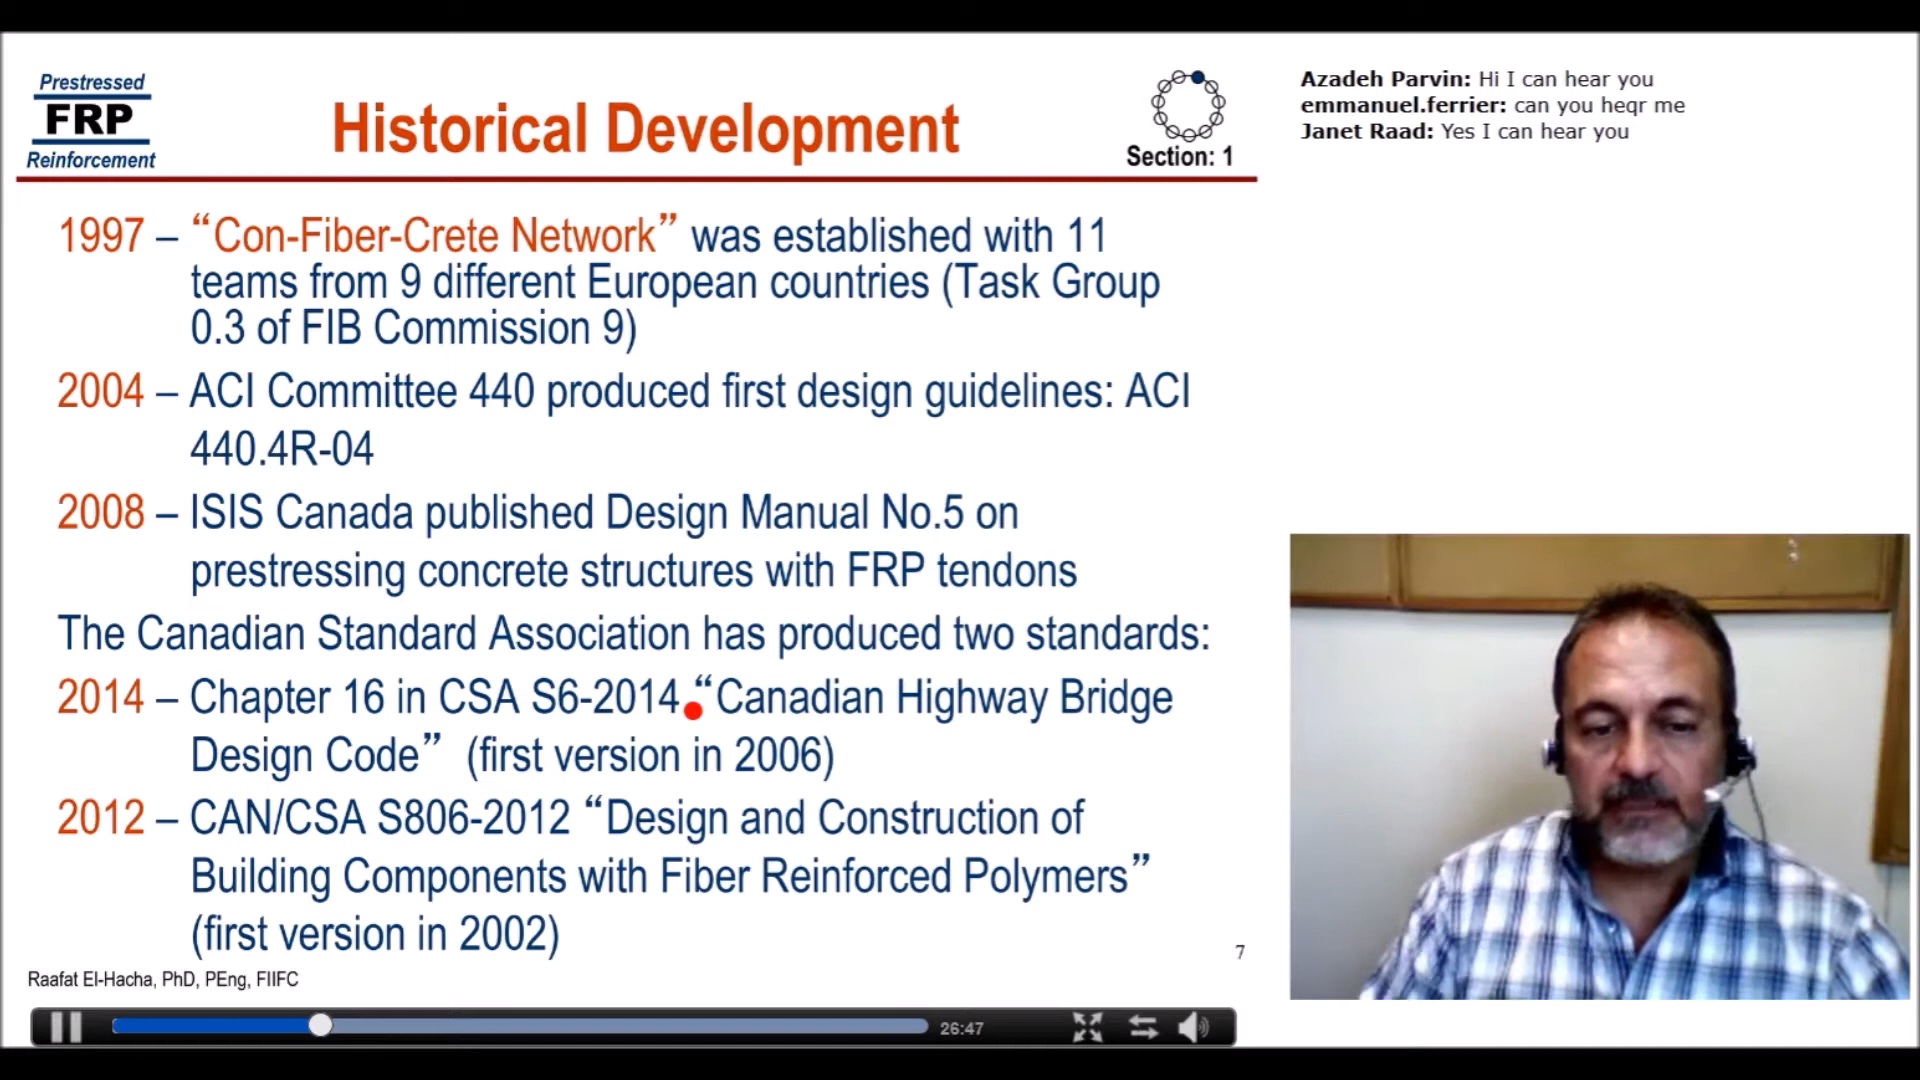 Prestressed
FRP
Reinforcement
Historical Development
Section: 1
1997 – “Con-Fiber-Crete Network” was established with 11
teams from 9 different European countries (Task Group
0.3 of FIB Commission 9)
2004 – ACI Committee 440 produced first design guidelines: ACI
440.4R-04
2008 – ISIS Canada published Design Manual No.5 on
prestressing concrete structures with FRP tendons
The Canadian Standard Association has produced two standards:
2014 – Chapter 16 in CSA S6-2014 “Canadian Highway Bridge
Design Code” (first version in 2006)
2012 – CAN/CSA S806-2012 “Design and Construction of
Building Components with Fiber Reinforced Polymers”
(first version in 2002)
7
Raafat El-Hacha, PhD, PEng, FIIFC
26:47
Azadeh Parvin: Hi I can hear you
emmanuel.ferrier: can you heqr me
Janet Raad: Yes I can hear you